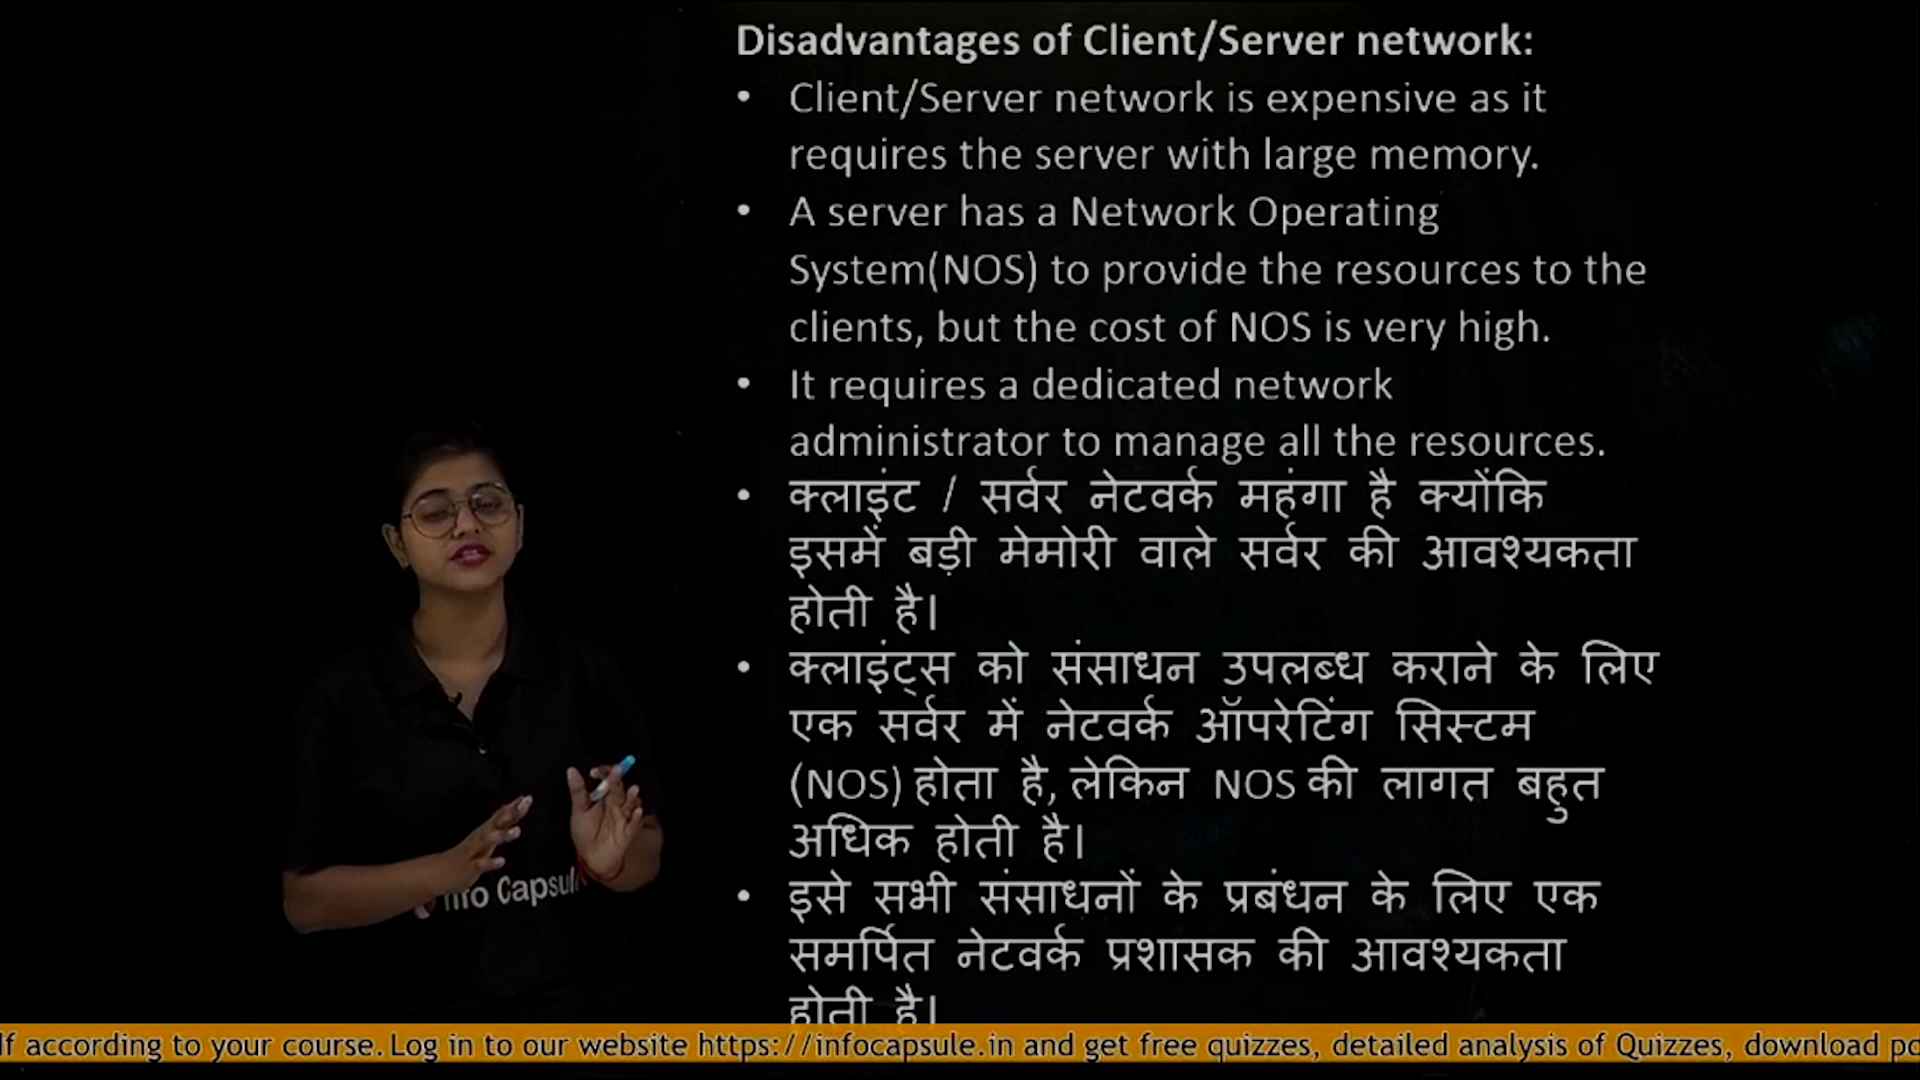 Disadvantages of Client/Server network:
• Client/Server network is expensive as it
requires the server with large memory.
• A server has a Network Operating
System(NOS) to provide the resources to the
clients, but the cost of NOS is very high.
• It requires a dedicated network
administrator to manage all the resources.
• क्लाइंट / सर्वर नेटवर्क महंगा है क्योंकि
इसमें बड़ी मेमोरी वाले सर्वर की आवश्यकता
होती है।
• क्लाइंट्स को संसाधन उपलब्ध कराने के लिए
एक सर्वर में नेटवर्क ऑपरेटिंग सिस्टम
(NOS) होता है, लेकिन NOS की लागत बहुत
अधिक होती है।
• इसे सभी संसाधनों के प्रबंधन के लिए एक
समर्पित नेटवर्क प्रशासक की आवश्यकता
होती है।
Info Capsul
according to your course. Log in to our website https://infocapsule.in and get free quizzes, detailed analysis of Quizzes, download